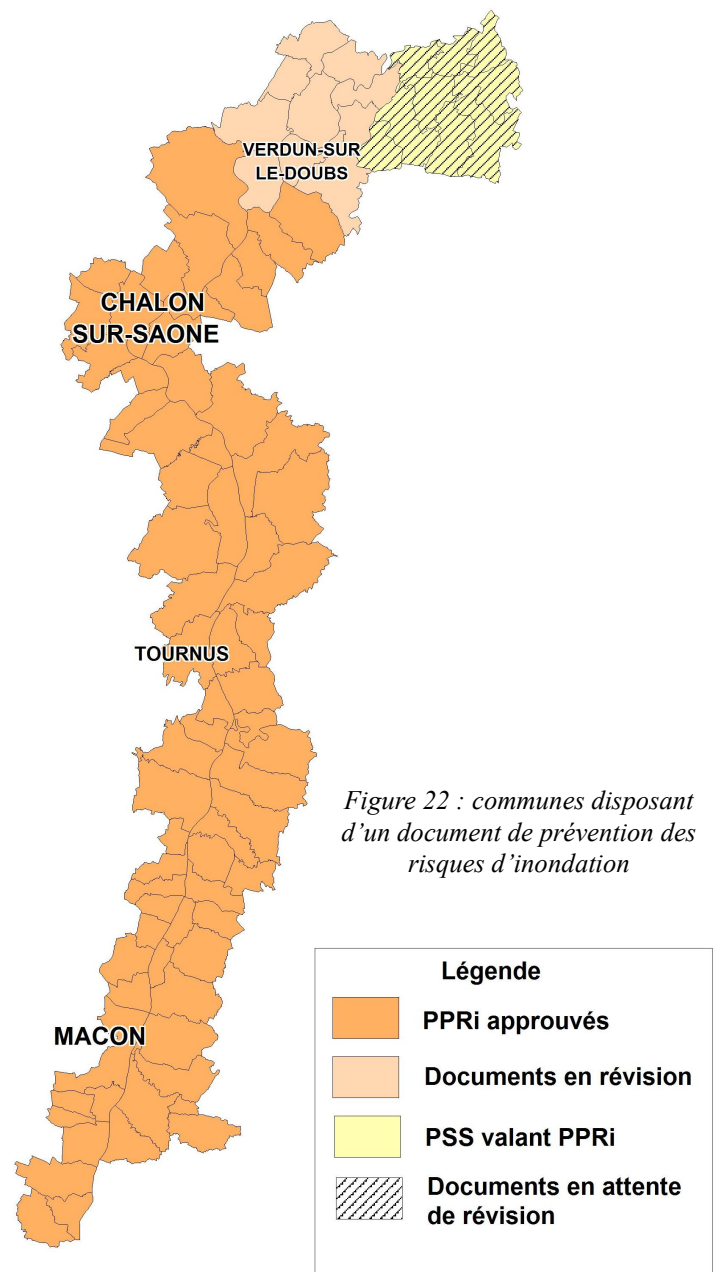 VERDUN-SUR
LE-DOUBS
CHALON
SUR-SAONE
TOURNUS
Figure 22 : communes disposant
d’un document de prévention des
risques d’inondation
MACON
Légende
PPRi approuvés
Documents en révision
PSS valant PPRi
Documents en attente
de révision